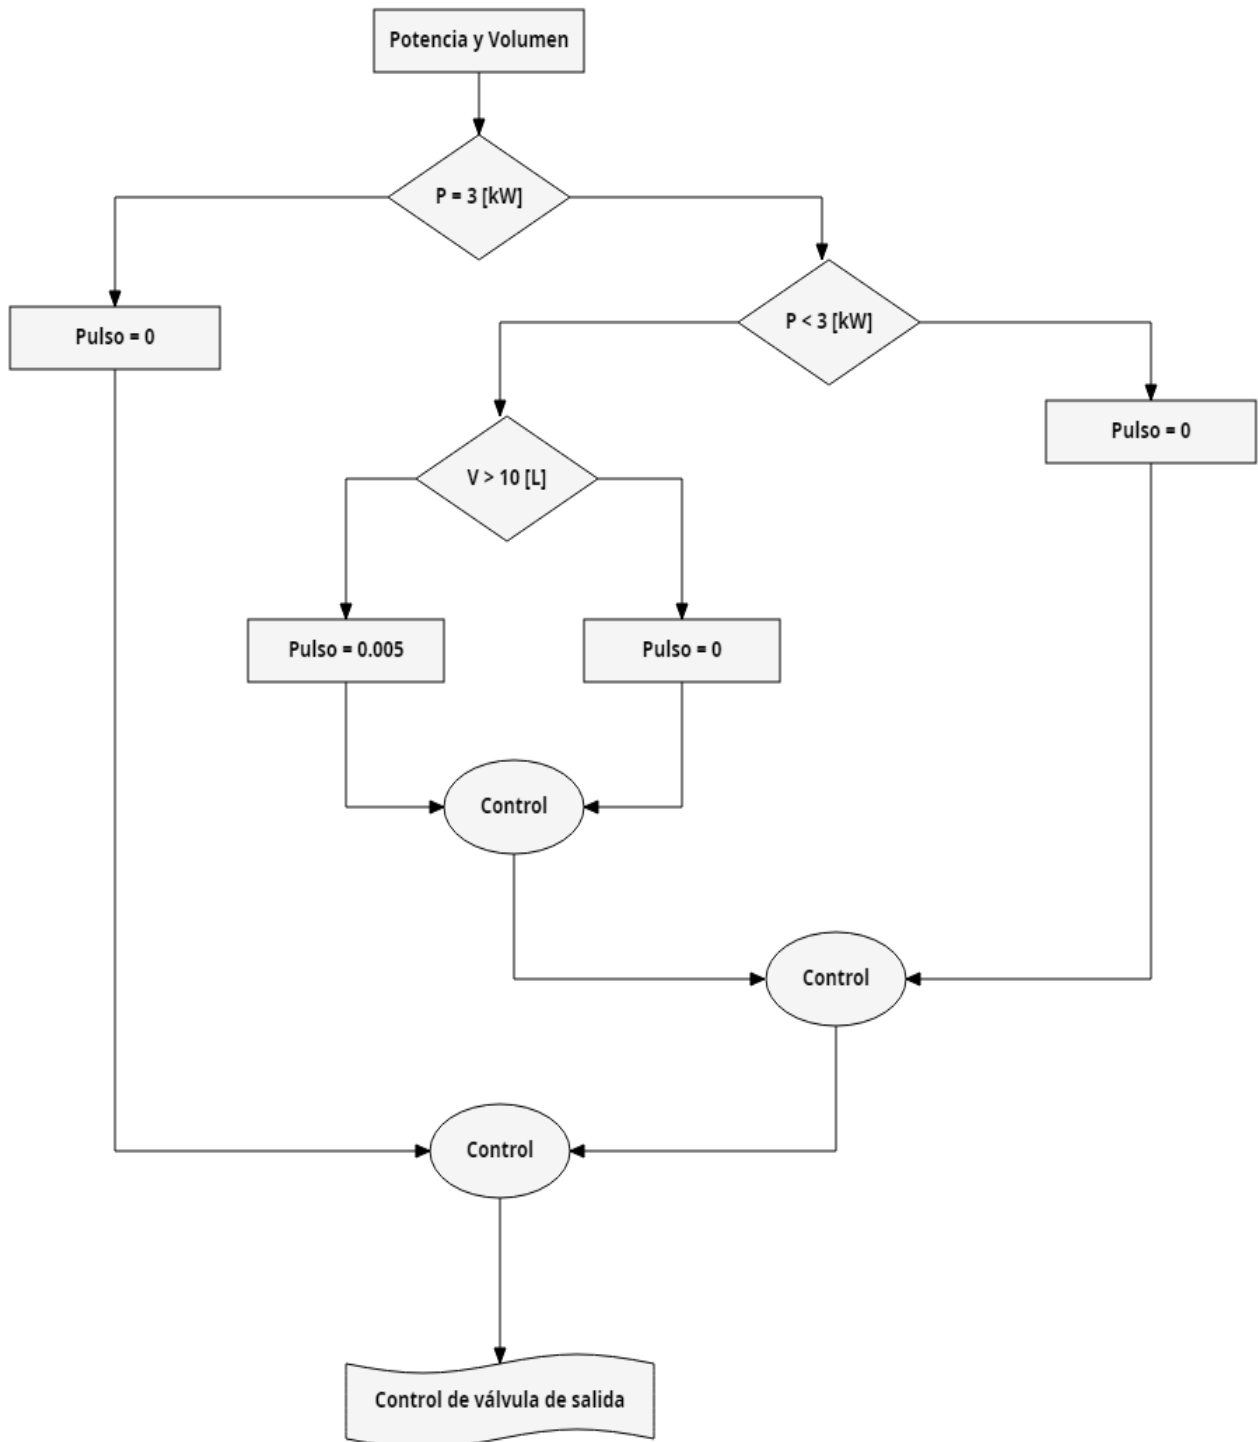 Potencia y Volumen
P = 3 [kW]
P < 3 [kW]
Pulso = 0
Pulso = 0
V > 10 [L]
Pulso = 0.005
Pulso = 0
Control
Control
Control
Control de válvula de salida